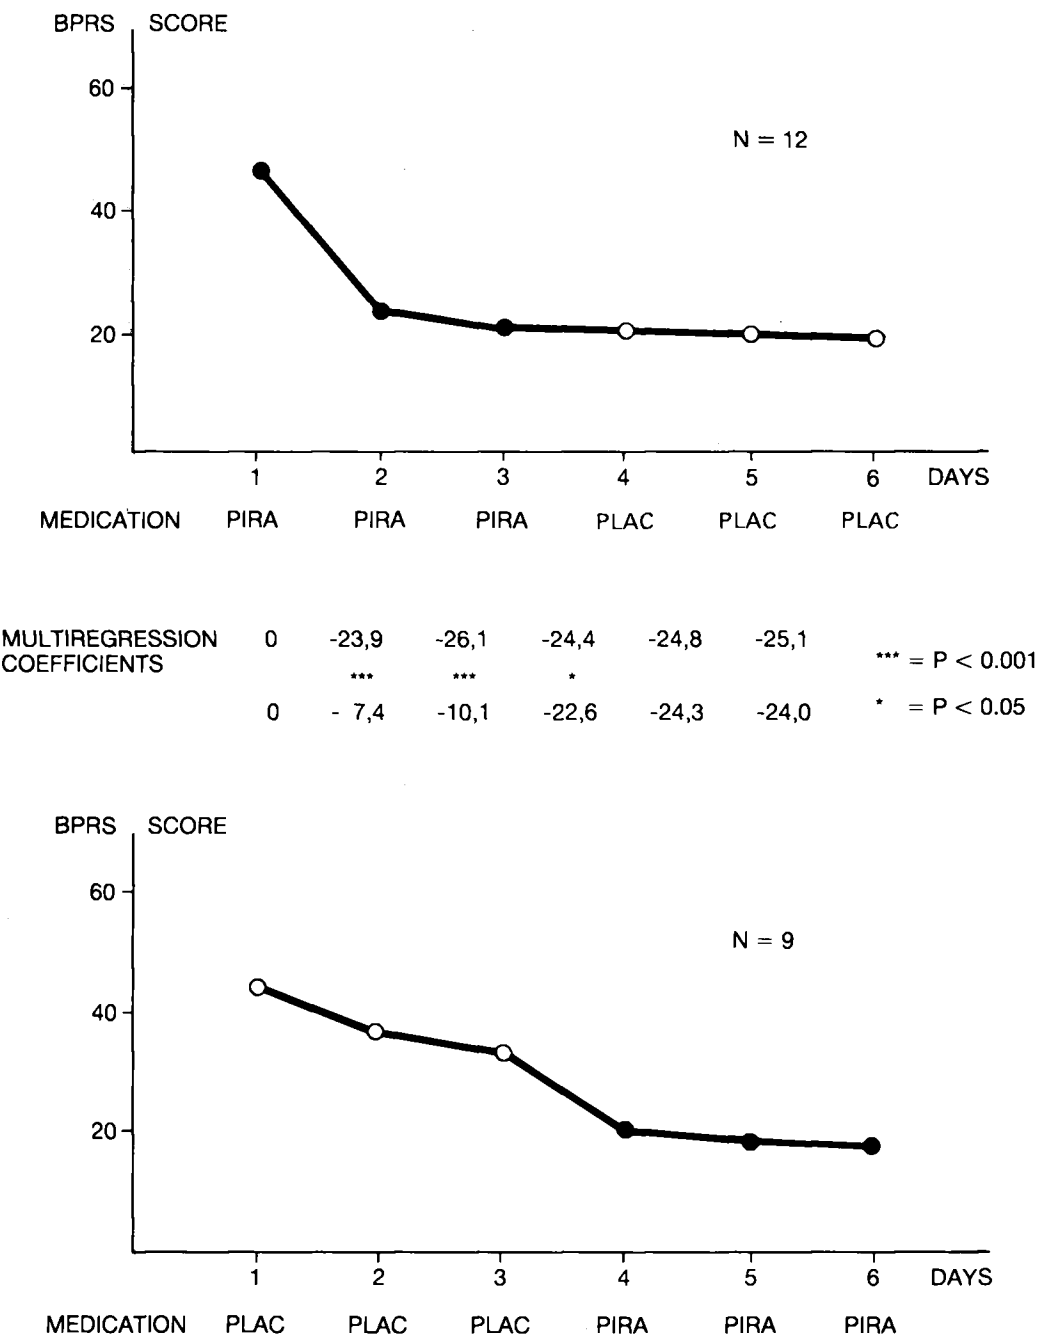 BPRS SCORE
60
N = 12
40
20
1 2 3 4 5 6 DAYS
MEDICATION PIRA PIRA PIRA PLAC PLAC PLAC
MULTIREGRESSION 0 -23,9 -26,1 -24,4 -24,8 -25,1
COEFFICIENTS
*** = P < 0.001
*** *** *
0 - 7,4 -10,1 -22,6 -24,3 -24,0 * = P < 0.05
BPRS SCORE
60
N = 9
40
20
1 2 3 4 5 6 DAYS
MEDICATION PLAC PLAC PLAC PIRA PIRA PIRA